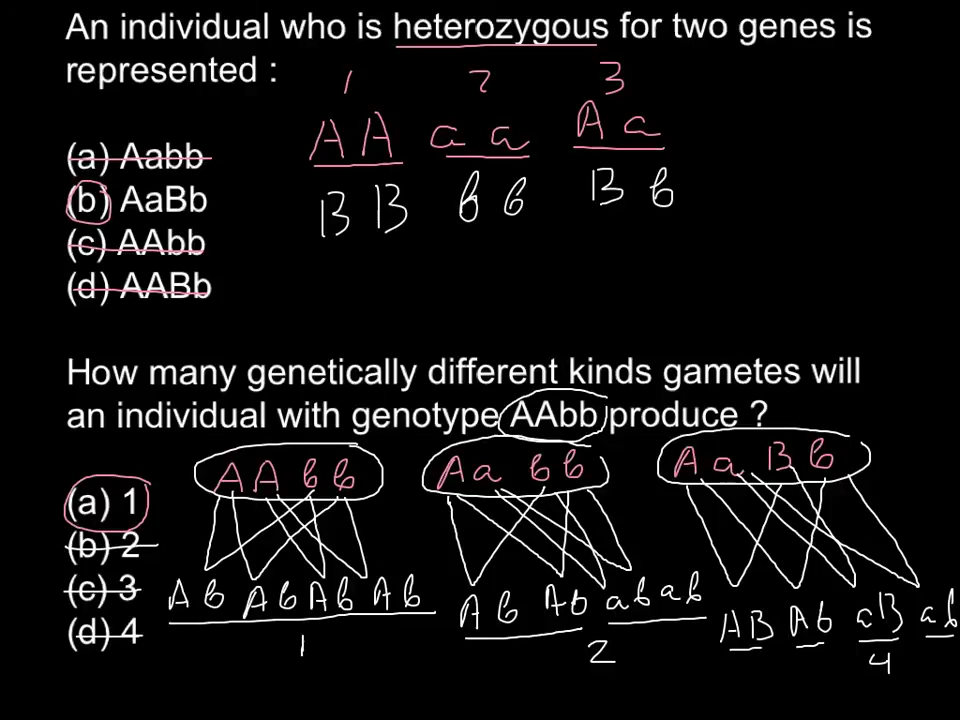 An individual who is heterozygous for two genes is
represented :
1 2 3
AA aa Aa
(a) Aabb
(b) AaBb
BB bb Bb
(c) AAbb
(d) AABb
How many genetically different kinds gametes will
an individual with genotype AAbb produce ?
AAbb Aabb AaBb
(a) 1
(b) 2
(c) 3
(d) 4
Ab Ab Ab Ab Ab Ab ab ab AB Ab aB ab
1 2 4